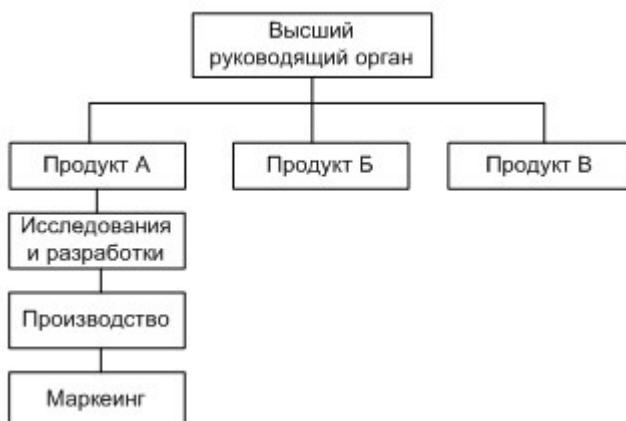 Высший
руководящий орган
Продукт А
Продукт Б
Продукт В
Исследования
и разработки
Производство
Маркеинг